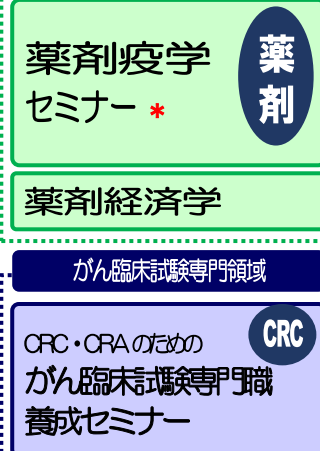 薬剤疫学
セミナー *
薬
剤
薬剤経済学
がん臨床試験専門領域
CRC
CRC・CRAのための
がん臨床試験専門職
養成セミナー